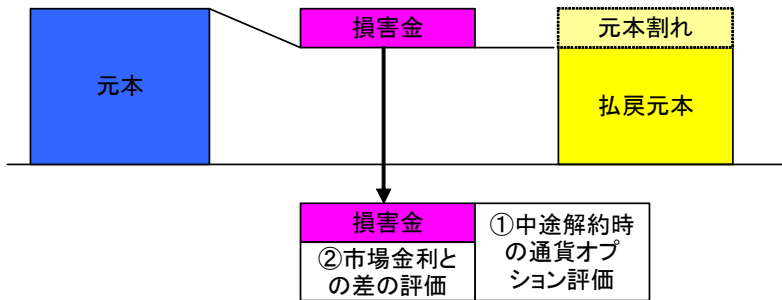 元本
損害金
元本割れ
払戻元本
損害金
②市場金利と
の差の評価
①中途解約時
の通貨オプ
ション評価